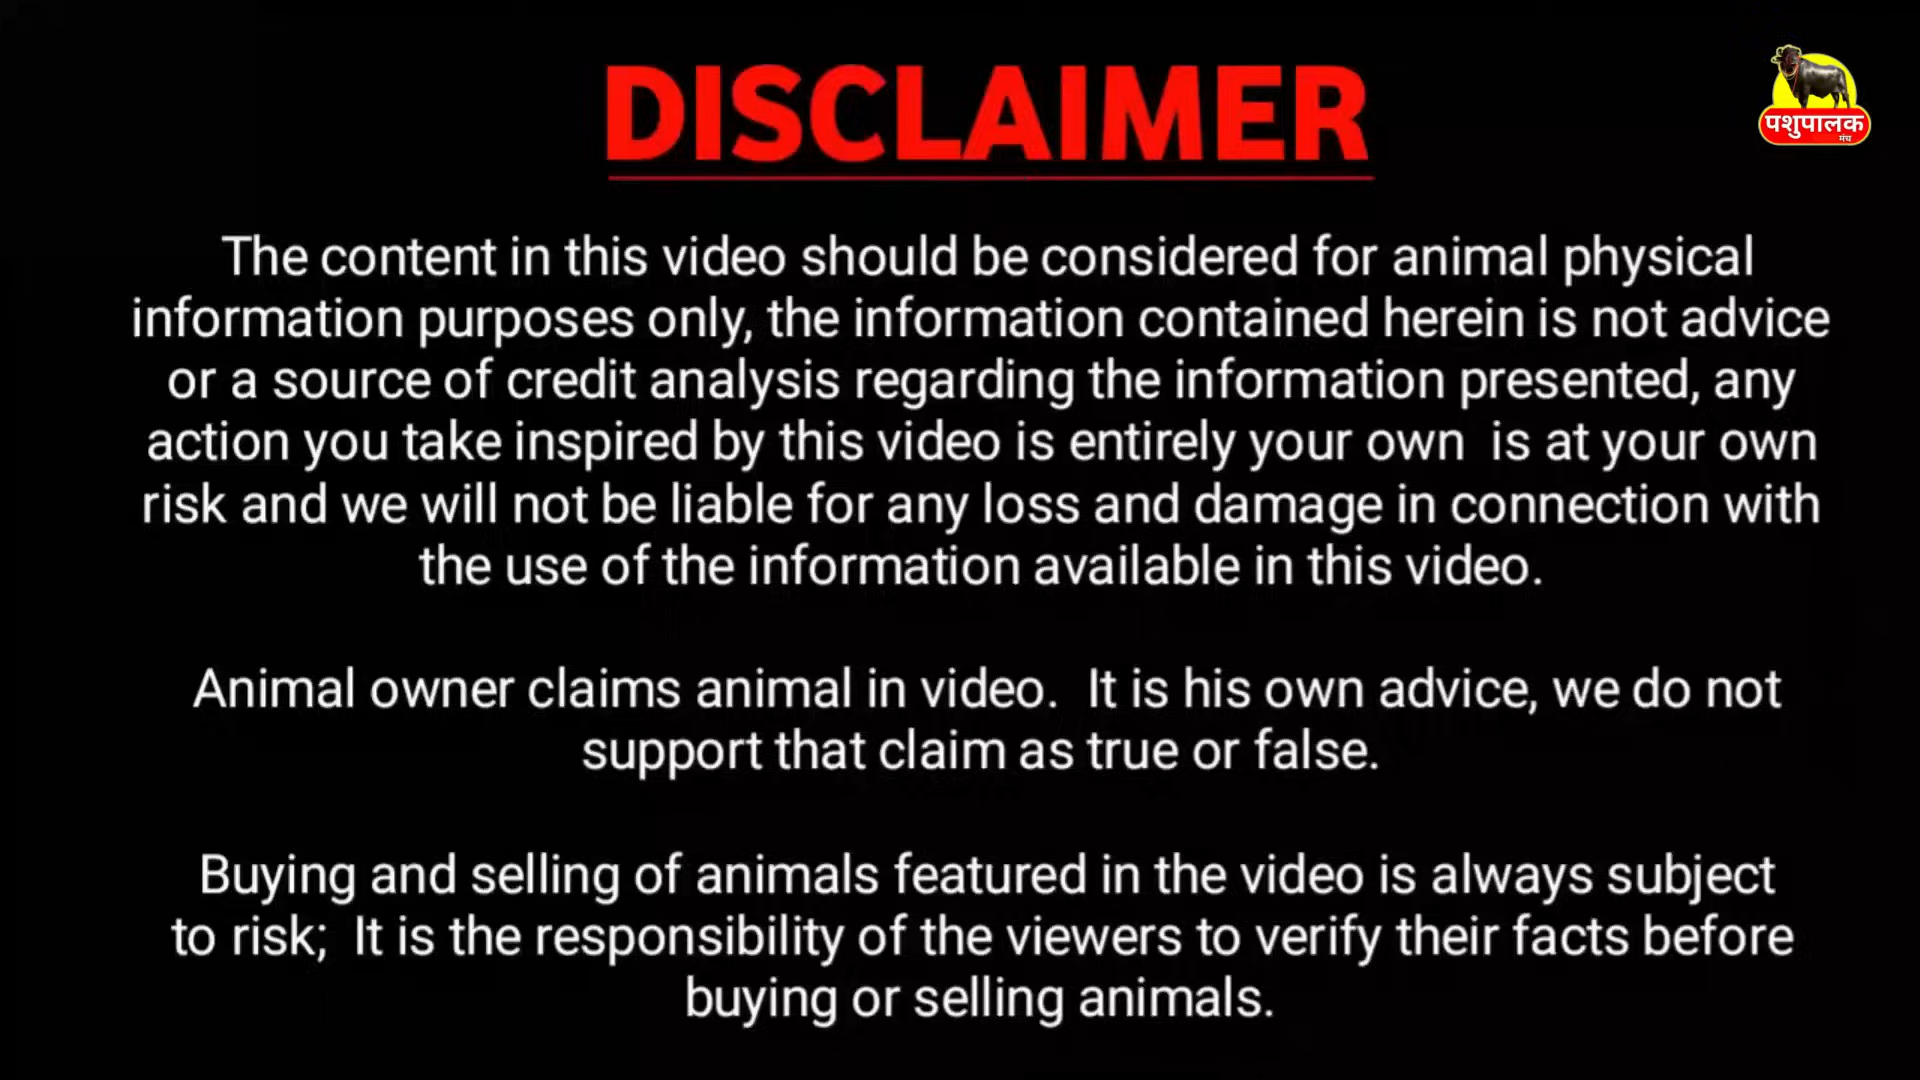 DISCLAIMER
पशुपालक
मंच
The content in this video should be considered for animal physical
information purposes only, the information contained herein is not advice
or a source of credit analysis regarding the information presented, any
action you take inspired by this video is entirely your own  is at your own
risk and we will not be liable for any loss and damage in connection with
the use of the information available in this video.
Animal owner claims animal in video.  It is his own advice, we do not
support that claim as true or false.
Buying and selling of animals featured in the video is always subject
to risk;  It is the responsibility of the viewers to verify their facts before
buying or selling animals.